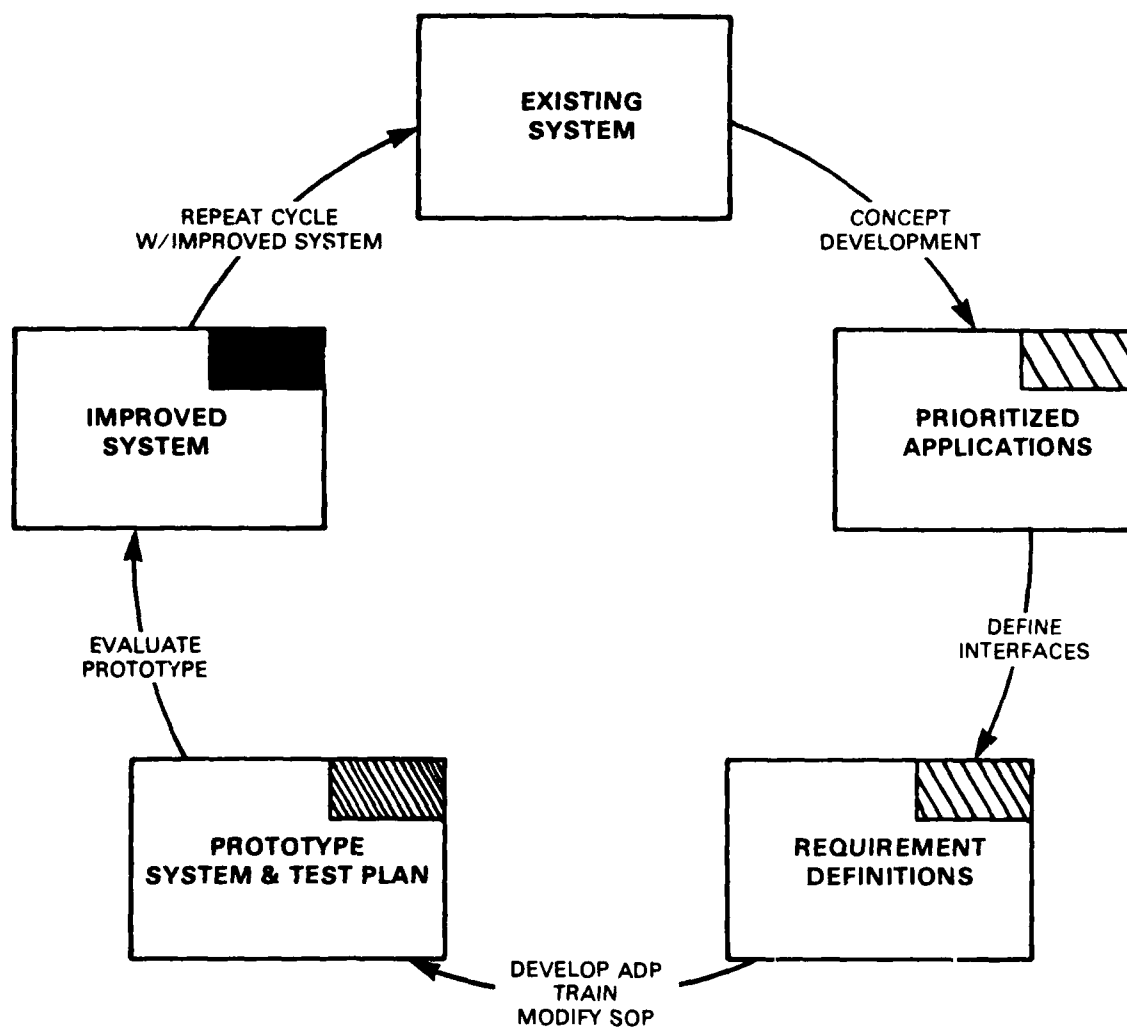 EXISTING
SYSTEM
REPEAT CYCLE
W/IMPROVED SYSTEM
CONCEPT
DEVELOPMENT
IMPROVED
SYSTEM
PRIORITIZED
APPLICATIONS
EVALUATE
PROTOTYPE
DEFINE
INTERFACES
PROTOTYPE
SYSTEM & TEST PLAN
REQUIREMENT
DEFINITIONS
DEVELOP ADP
TRAIN
MODIFY SOP